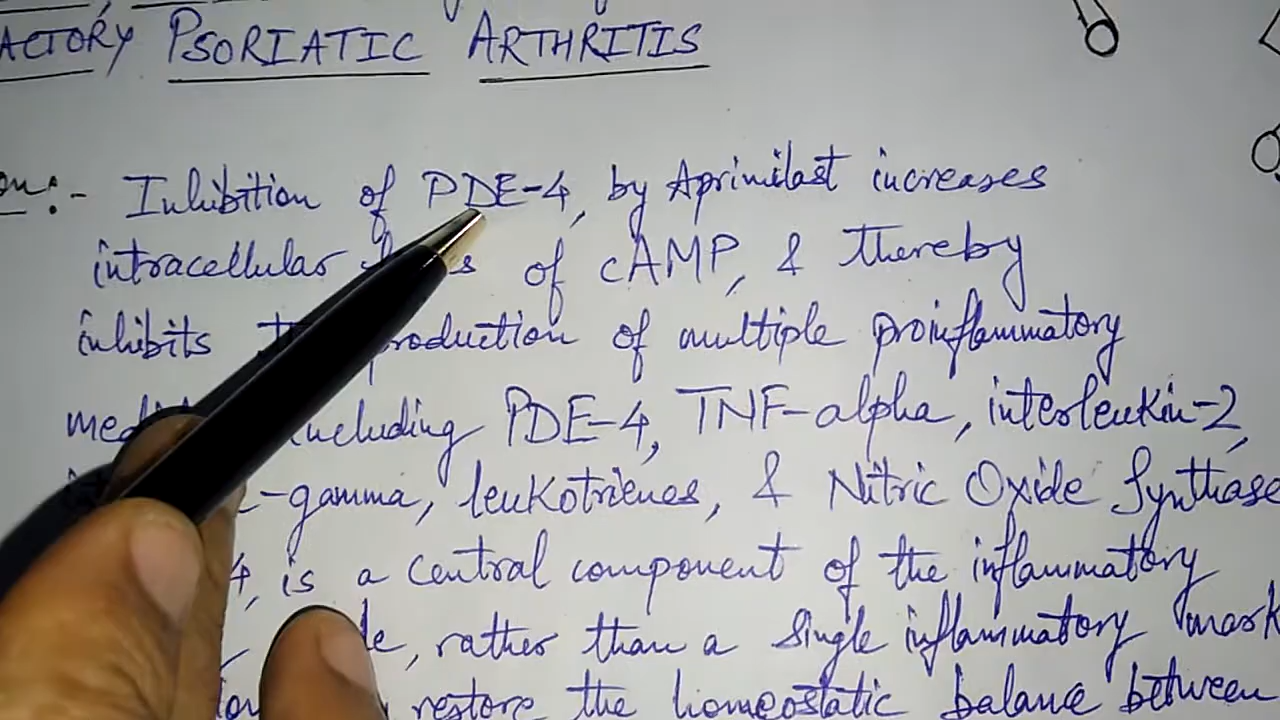 PSORIATIC ARTHRITIS
:- Inhibition of PDE-4, by Aprimilast increases
intracellular of cAMP, & thereby
inhibits production of multiple proinflammatory
including PDE-4, TNF-alpha, interleukin-2,
-gamma, leukotrienes, & Nitric Oxide Synthase
4, is a central component of the inflammatory
rather than a single inflammatory mark
restore the homeostatic balance between